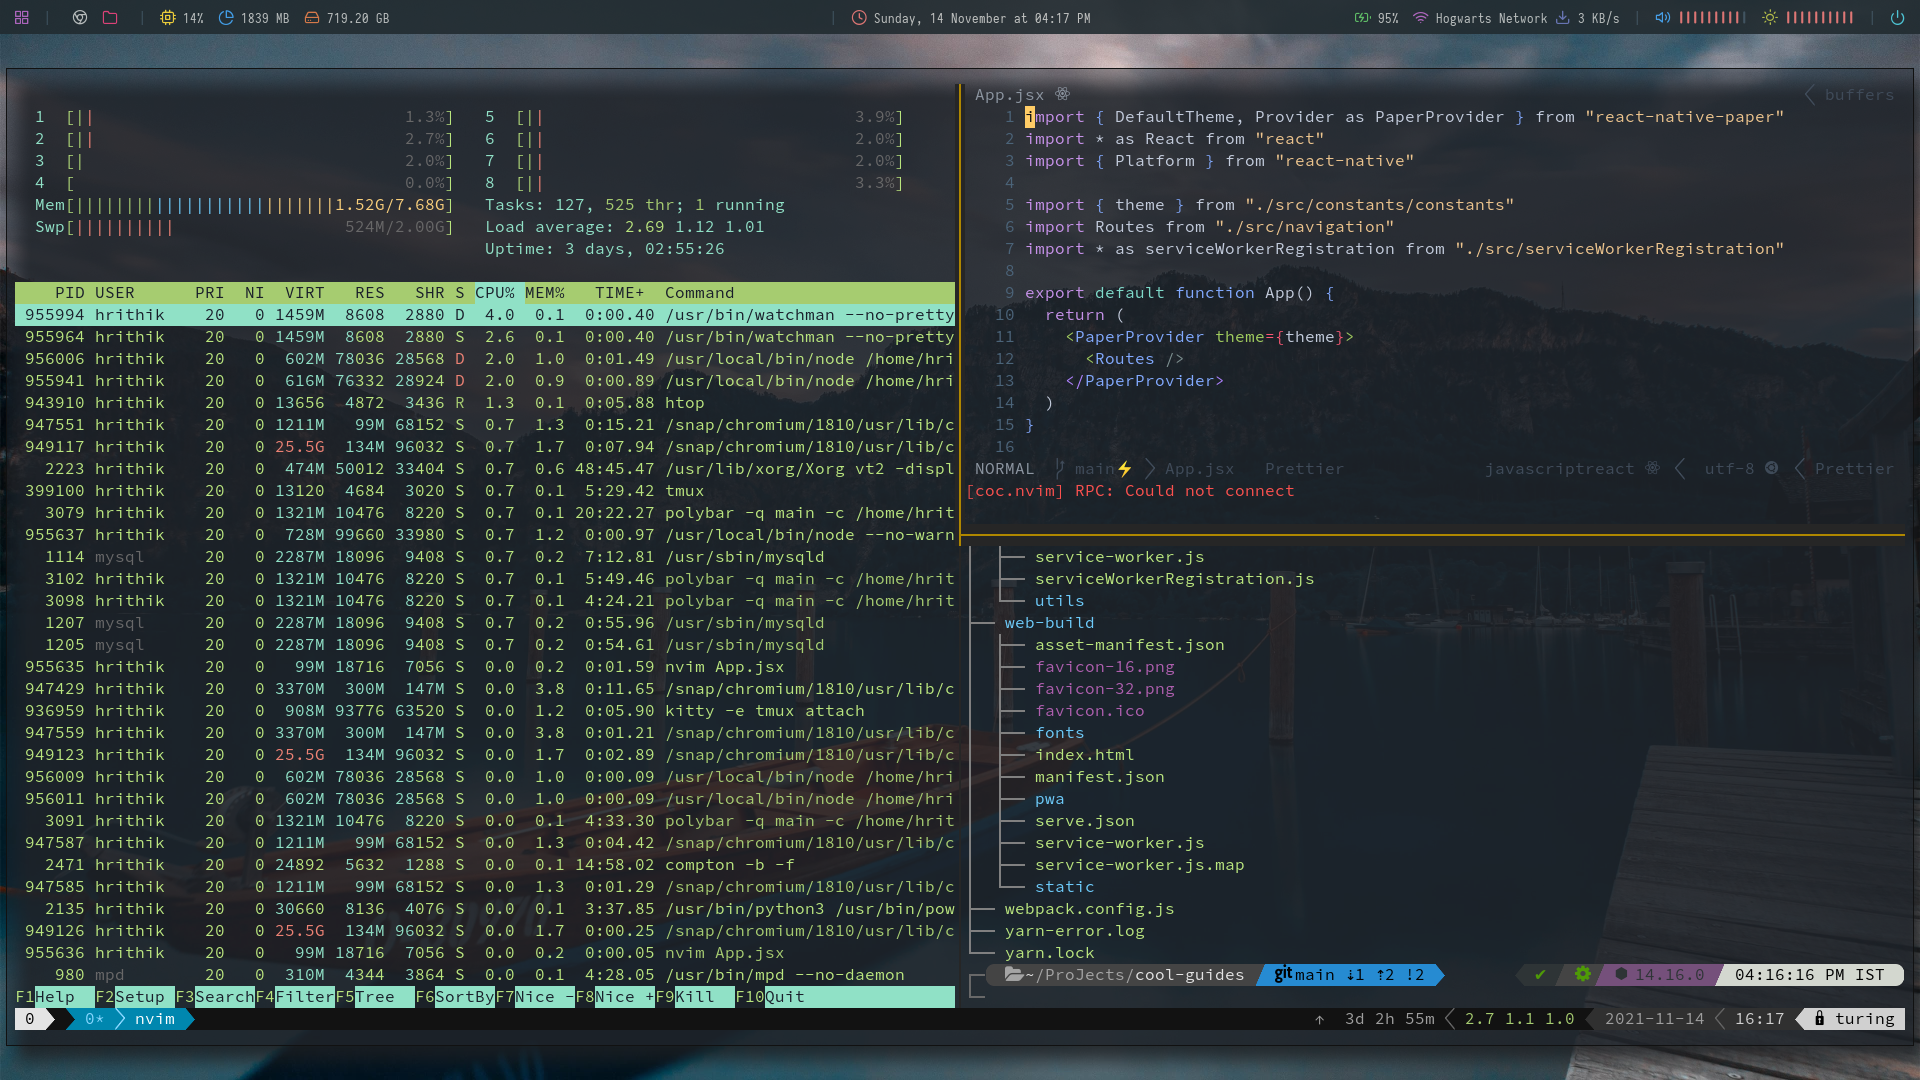 14% 1839 MB 719.20 GB
Sunday, 14 November at 04:17 PM
95% Hogwarts Network 3 KB/s
1 [|| 1.3%] 5 [|| 3.9%]
2 [|| 2.7%] 6 [|| 2.0%]
3 [| 2.0%] 7 [|| 2.0%]
4 [ 0.0%] 8 [|| 3.3%]
Mem[||||||||||||||||||||||||||1.52G/7.68G] Tasks: 127, 525 thr; 1 running
Swp[|||||||||| 524M/2.00G] Load average: 2.69 1.12 1.01
Uptime: 3 days, 02:55:26
PID USER PRI NI VIRT RES SHR S CPU% MEM% TIME+ Command
955994 hrithik 20 0 1459M 8608 2880 D 4.0 0.1 0:00.40 /usr/bin/watchman --no-pretty
955964 hrithik 20 0 1459M 8608 2880 S 2.6 0.1 0:00.40 /usr/bin/watchman --no-pretty
956006 hrithik 20 0 602M 78036 28568 D 2.0 1.0 0:01.49 /usr/local/bin/node /home/hri
955941 hrithik 20 0 616M 76332 28924 D 2.0 0.9 0:00.89 /usr/local/bin/node /home/hri
943910 hrithik 20 0 13656 4872 3436 R 1.3 0.1 0:05.88 htop
947551 hrithik 20 0 1211M 99M 68152 S 0.7 1.3 0:15.21 /snap/chromium/1810/usr/lib/c
949117 hrithik 20 0 25.5G 134M 96032 S 0.7 1.7 0:07.94 /snap/chromium/1810/usr/lib/c
2223 hrithik 20 0 474M 50012 33404 S 0.7 0.6 48:45.47 /usr/lib/xorg/Xorg vt2 -displ
399100 hrithik 20 0 13120 4684 3020 S 0.7 0.1 5:29.42 tmux
3079 hrithik 20 0 1321M 10476 8220 S 0.7 0.1 20:22.27 polybar -q main -c /home/hrit
955637 hrithik 20 0 728M 99660 33980 S 0.7 1.2 0:00.97 /usr/local/bin/node --no-warn
1114 mysql 20 0 2287M 18096 9408 S 0.7 0.2 7:12.81 /usr/sbin/mysqld
3102 hrithik 20 0 1321M 10476 8220 S 0.7 0.1 5:49.46 polybar -q main -c /home/hrit
3098 hrithik 20 0 1321M 10476 8220 S 0.7 0.1 4:24.21 polybar -q main -c /home/hrit
1207 mysql 20 0 2287M 18096 9408 S 0.7 0.2 0:55.96 /usr/sbin/mysqld
1205 mysql 20 0 2287M 18096 9408 S 0.7 0.2 0:54.61 /usr/sbin/mysqld
955635 hrithik 20 0 99M 18716 7056 S 0.0 0.2 0:01.59 nvim App.jsx
947429 hrithik 20 0 3370M 300M 147M S 0.0 3.8 0:11.65 /snap/chromium/1810/usr/lib/c
936959 hrithik 20 0 908M 93776 63520 S 0.0 1.2 0:05.90 kitty -e tmux attach
947559 hrithik 20 0 3370M 300M 147M S 0.0 3.8 0:01.21 /snap/chromium/1810/usr/lib/c
949123 hrithik 20 0 25.5G 134M 96032 S 0.0 1.7 0:02.89 /snap/chromium/1810/usr/lib/c
956009 hrithik 20 0 602M 78036 28568 S 0.0 1.0 0:00.09 /usr/local/bin/node /home/hri
956011 hrithik 20 0 602M 78036 28568 S 0.0 1.0 0:00.09 /usr/local/bin/node /home/hri
3091 hrithik 20 0 1321M 10476 8220 S 0.0 0.1 4:33.30 polybar -q main -c /home/hrit
947587 hrithik 20 0 1211M 99M 68152 S 0.0 1.3 0:04.42 /snap/chromium/1810/usr/lib/c
2471 hrithik 20 0 24892 5632 1288 S 0.0 0.1 14:58.02 compton -b -f
947585 hrithik 20 0 1211M 99M 68152 S 0.0 1.3 0:01.29 /snap/chromium/1810/usr/lib/c
2135 hrithik 20 0 30660 8136 4076 S 0.0 0.1 3:37.85 /usr/bin/python3 /usr/bin/pow
949126 hrithik 20 0 25.5G 134M 96032 S 0.0 1.7 0:00.25 /snap/chromium/1810/usr/lib/c
955636 hrithik 20 0 99M 18716 7056 S 0.0 0.2 0:00.05 nvim App.jsx
980 mpd 20 0 310M 4344 3864 S 0.0 0.1 4:28.05 /usr/bin/mpd --no-daemon
F1Help F2Setup F3SearchF4FilterF5Tree F6SortByF7Nice -F8Nice +F9Kill F10Quit
App.jsx buffers
1 import { DefaultTheme, Provider as PaperProvider } from "react-native-paper"
2 import * as React from "react"
3 import { Platform } from "react-native"
4
5 import { theme } from "./src/constants/constants"
6 import Routes from "./src/navigation"
7 import * as serviceWorkerRegistration from "./src/serviceWorkerRegistration"
8
9 export default function App() {
10 return (
11 <PaperProvider theme={theme}>
12 <Routes />
13 </PaperProvider>
14 )
15 }
16
NORMAL main⚡ App.jsx Prettier javascriptreact utf-8 Prettier
[coc.nvim] RPC: Could not connect
├── service-worker.js
├── serviceWorkerRegistration.js
└── utils
├── web-build
├── asset-manifest.json
├── favicon-16.png
├── favicon-32.png
├── favicon.ico
├── fonts
├── index.html
├── manifest.json
├── pwa
├── serve.json
├── service-worker.js
├── service-worker.js.map
└── static
├── webpack.config.js
├── yarn-error.log
└── yarn.lock
~/ProJects/cool-guides git main ⇣1 ⇡2 !2 ✔ 14.16.0 04:16:16 PM IST
0 0* nvim ↑ 3d 2h 55m 2.7 1.1 1.0 2021-11-14 16:17 turing